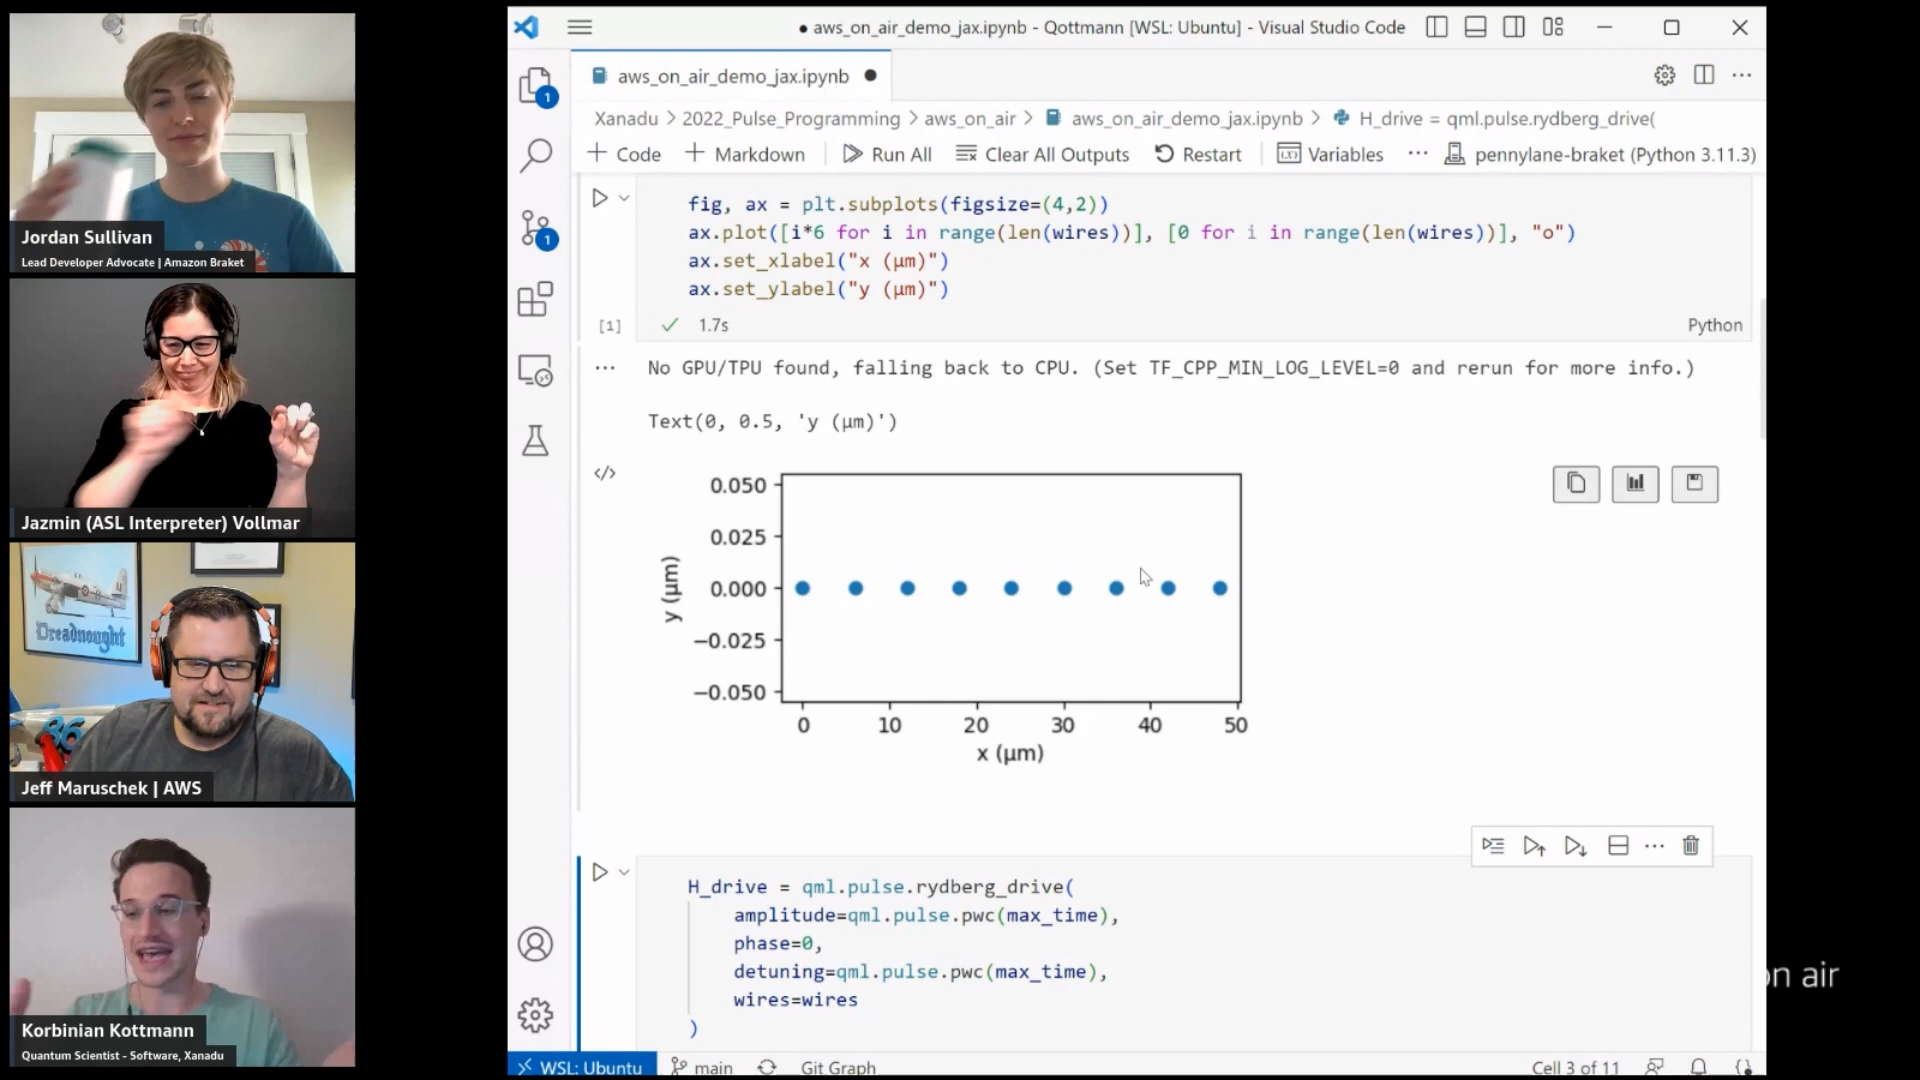 Jordan Sullivan
Lead Developer Advocate | Amazon Braket
Jazmin (ASL Interpreter) Vollmar
Dreadnought
86
Jeff Maruschek | AWS
Korbinian Kottmann
Quantum Scientist - Software, Xanadu
● aws_on_air_demo_jax.ipynb - Qottmann [WSL: Ubuntu] - Visual Studio Code
aws_on_air_demo_jax.ipynb ●
1
1
Xanadu > 2022_Pulse_Programming > aws_on_air > aws_on_air_demo_jax.ipynb > H_drive = qml.pulse.rydberg_drive(
+ Code + Markdown Run All Clear All Outputs Restart Variables ... pennylane-braket (Python 3.11.3)
fig, ax = plt.subplots(figsize=(4,2))
ax.plot([i*6 for i in range(len(wires))], [0 for i in range(len(wires))], "o")
ax.set_xlabel("x (μm)")
ax.set_ylabel("y (μm)")
[1] ✓ 1.7s Python
No GPU/TPU found, falling back to CPU. (Set TF_CPP_MIN_LOG_LEVEL=0 and rerun for more info.)
Text(0, 0.5, 'y (μm)')
0.050
0.025
0.000
−0.025
−0.050
y (μm)
0 10 20 30 40 50
x (μm)
H_drive = qml.pulse.rydberg_drive(
amplitude=qml.pulse.pwc(max_time),
phase=0,
detuning=qml.pulse.pwc(max_time),
wires=wires
)
WSL: Ubuntu main Git Graph Cell 3 of 11
on air